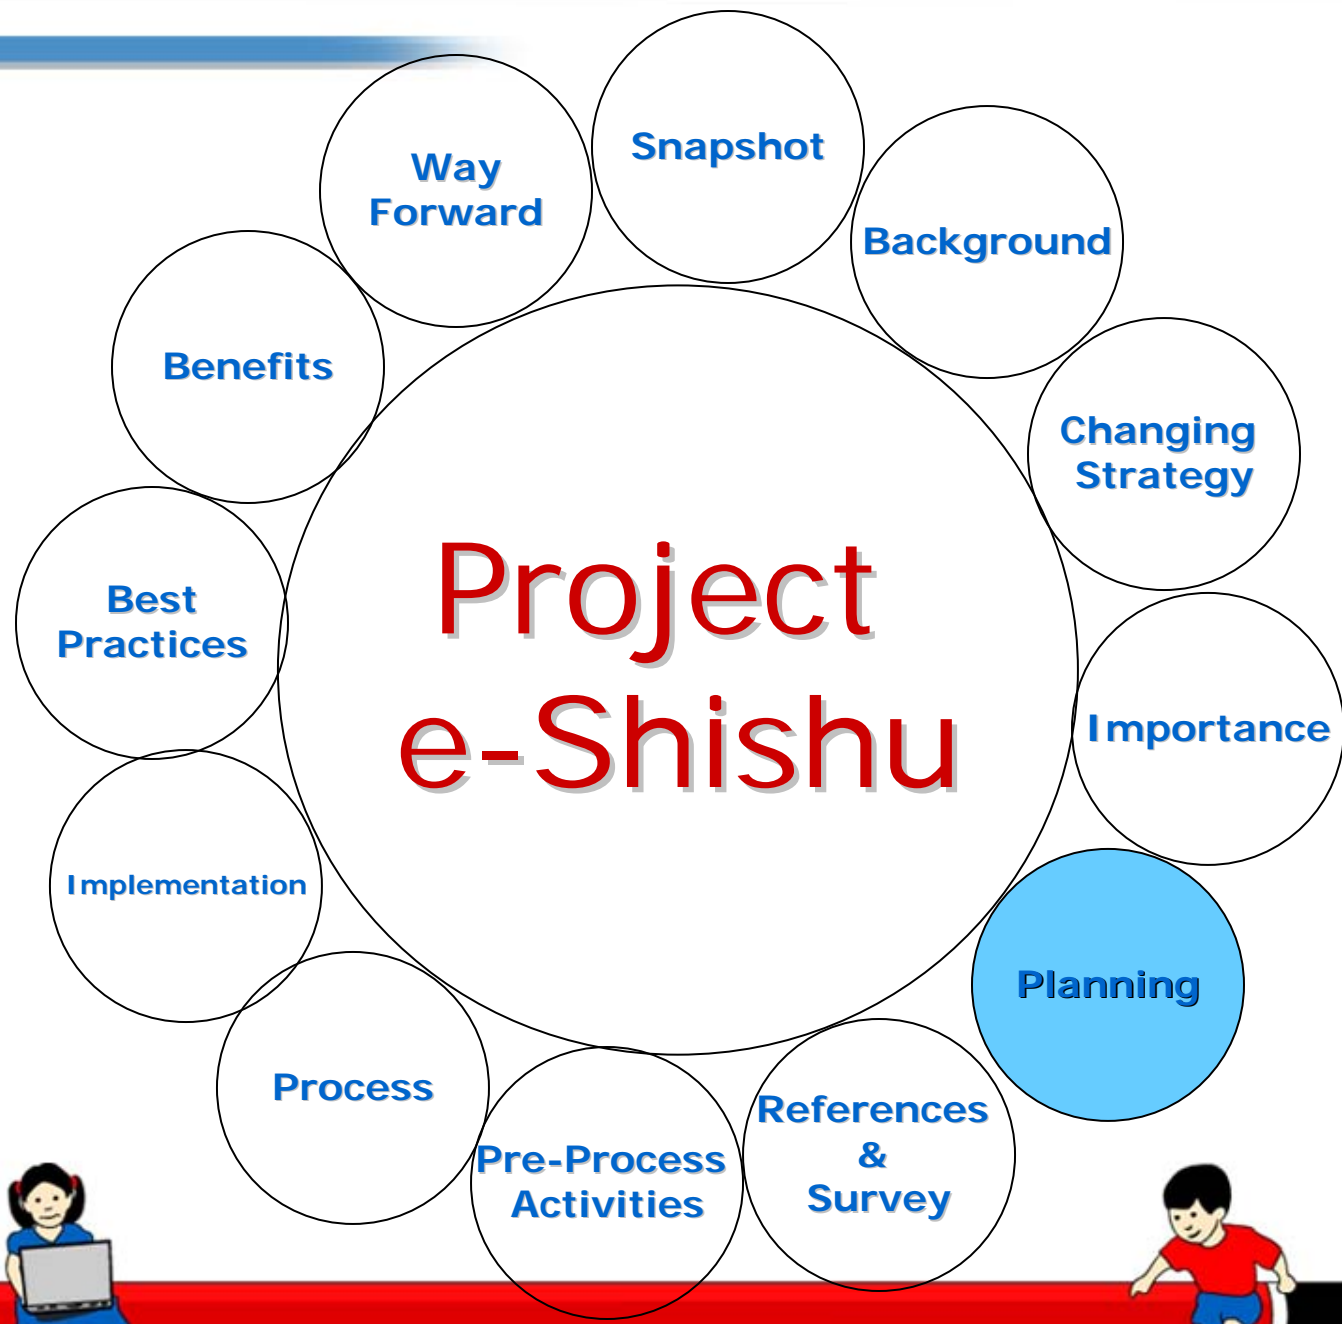 Snapshot
Background
Changing
Strategy
Importance
Planning
References
&
Survey
Pre-Process
Activities
Process
Implementation
Best
Practices
Benefits
Way
Forward
Project
e-Shishu